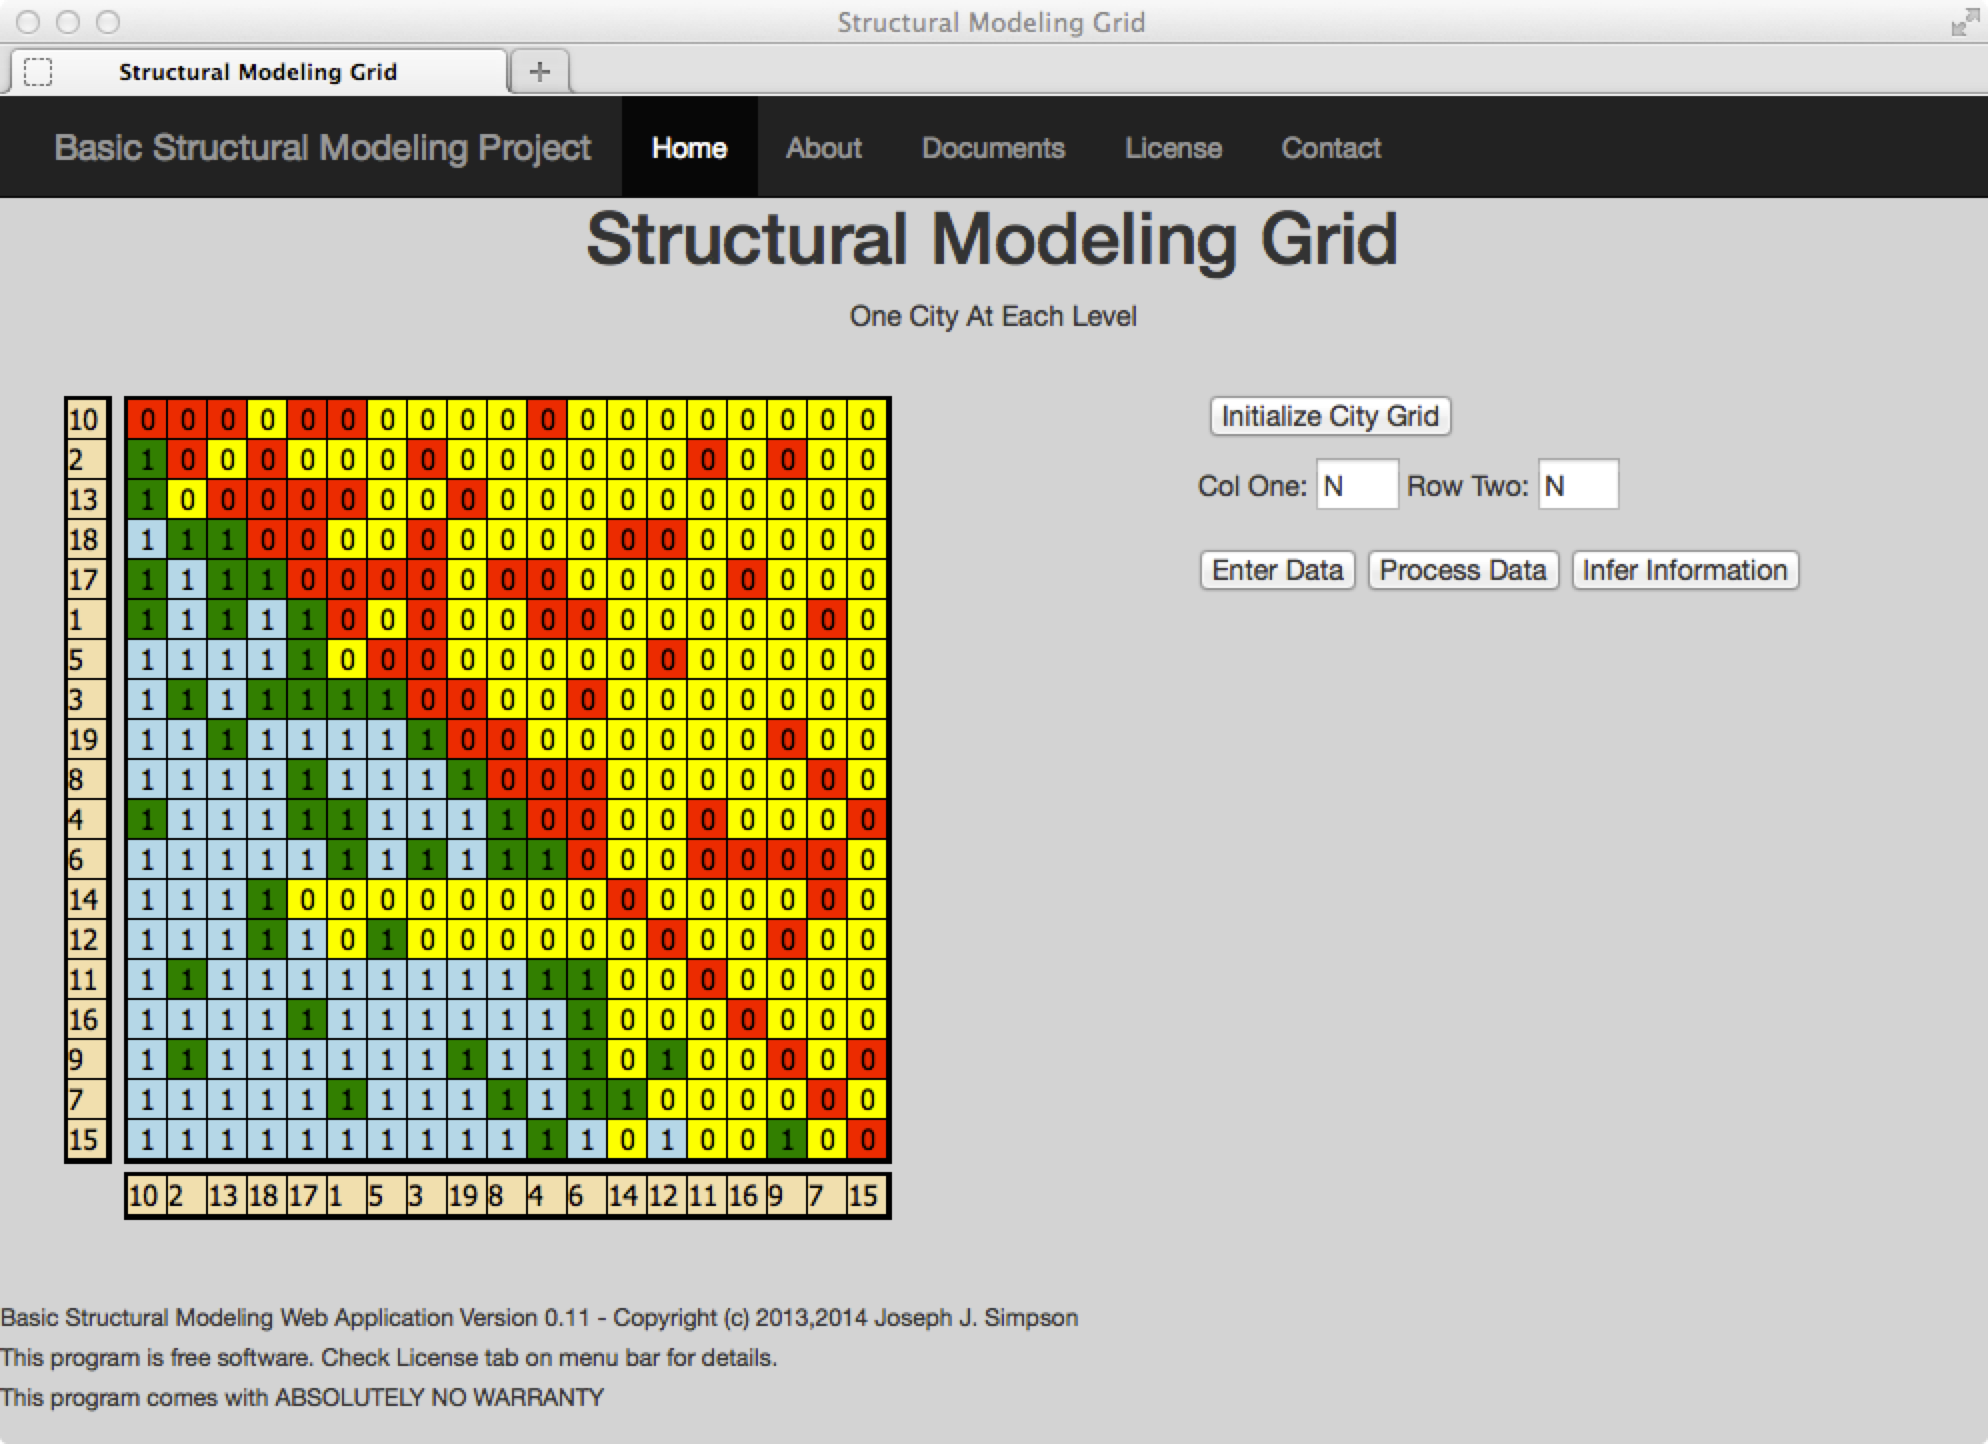 Structural Modeling Grid
Structural Modeling Grid +
Basic Structural Modeling Project Home About Documents License Contact
Structural Modeling Grid
One City At Each Level
10 0 0 0 0 0 0 0 0 0 0 0 0 0 0 0 0 0 0 0
2 1 0 0 0 0 0 0 0 0 0 0 0 0 0 0 0 0 0 0
13 1 0 0 0 0 0 0 0 0 0 0 0 0 0 0 0 0 0 0
18 1 1 1 0 0 0 0 0 0 0 0 0 0 0 0 0 0 0 0
17 1 1 1 1 0 0 0 0 0 0 0 0 0 0 0 0 0 0 0
1 1 1 1 1 1 0 0 0 0 0 0 0 0 0 0 0 0 0 0
5 1 1 1 1 1 0 0 0 0 0 0 0 0 0 0 0 0 0 0
3 1 1 1 1 1 1 1 0 0 0 0 0 0 0 0 0 0 0 0
19 1 1 1 1 1 1 1 1 0 0 0 0 0 0 0 0 0 0 0
8 1 1 1 1 1 1 1 1 1 0 0 0 0 0 0 0 0 0 0
4 1 1 1 1 1 1 1 1 1 1 0 0 0 0 0 0 0 0 0
6 1 1 1 1 1 1 1 1 1 1 1 0 0 0 0 0 0 0 0
14 1 1 1 1 0 0 0 0 0 0 0 0 0 0 0 0 0 0 0
12 1 1 1 1 1 0 1 0 0 0 0 0 0 0 0 0 0 0 0
11 1 1 1 1 1 1 1 1 1 1 1 1 0 0 0 0 0 0 0
16 1 1 1 1 1 1 1 1 1 1 1 1 0 0 0 0 0 0 0
9 1 1 1 1 1 1 1 1 1 1 1 1 0 1 0 0 0 0 0
7 1 1 1 1 1 1 1 1 1 1 1 1 1 0 0 0 0 0 0
15 1 1 1 1 1 1 1 1 1 1 1 1 0 1 0 0 1 0 0
10 2 13 18 17 1 5 3 19 8 4 6 14 12 11 16 9 7 15
Initialize City Grid
Col One: N Row Two: N
Enter Data Process Data Infer Information
Basic Structural Modeling Web Application Version 0.11 - Copyright (c) 2013,2014 Joseph J. Simpson
This program is free software. Check License tab on menu bar for details.
This program comes with ABSOLUTELY NO WARRANTY